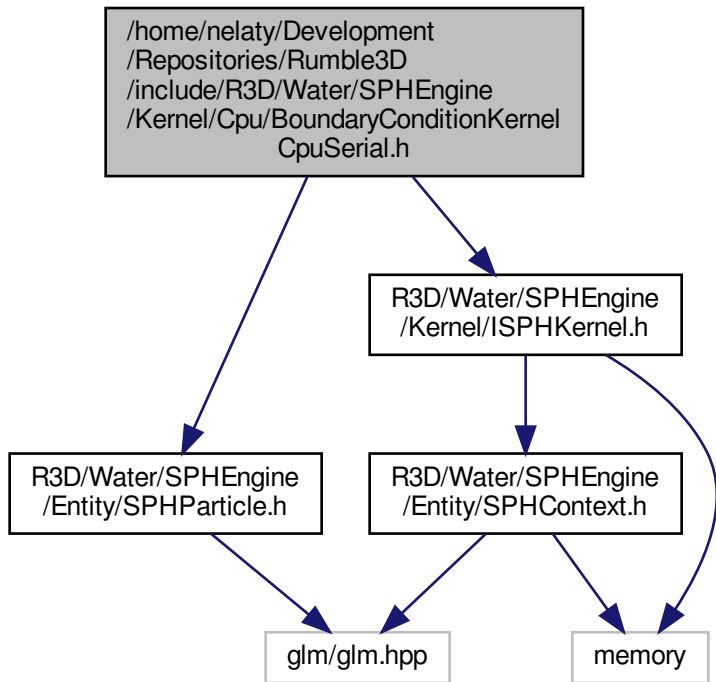 /home/nelaty/Development
/Repositories/Rumble3D
/include/R3D/Water/SPHEngine
/Kernel/Cpu/BoundaryConditionKernel
CpuSerial.h
R3D/Water/SPHEngine
/Kernel/ISPHKernel.h
R3D/Water/SPHEngine
/Entity/SPHParticle.h
R3D/Water/SPHEngine
/Entity/SPHContext.h
glm/glm.hpp
memory